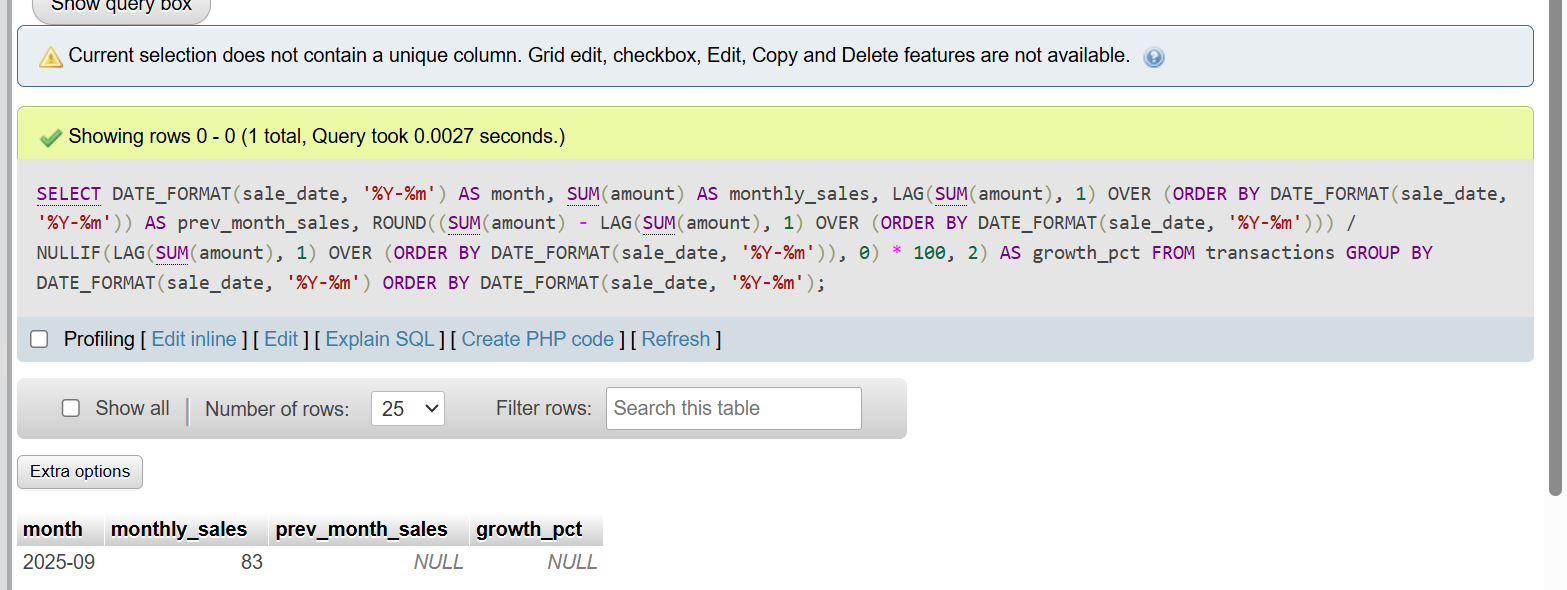 Show query box
Current selection does not contain a unique column. Grid edit, checkbox, Edit, Copy and Delete features are not available.
Showing rows 0 - 0 (1 total, Query took 0.0027 seconds.)
SELECT DATE_FORMAT(sale_date, '%Y-%m') AS month, SUM(amount) AS monthly_sales, LAG(SUM(amount), 1) OVER (ORDER BY DATE_FORMAT(sale_date,
'%Y-%m')) AS prev_month_sales, ROUND((SUM(amount) - LAG(SUM(amount), 1) OVER (ORDER BY DATE_FORMAT(sale_date, '%Y-%m'))) /
NULLIF(LAG(SUM(amount), 1) OVER (ORDER BY DATE_FORMAT(sale_date, '%Y-%m')), 0) * 100, 2) AS growth_pct FROM transactions GROUP BY
DATE_FORMAT(sale_date, '%Y-%m') ORDER BY DATE_FORMAT(sale_date, '%Y-%m');
Profiling [ Edit inline ] [ Edit ] [ Explain SQL ] [ Create PHP code ] [ Refresh ]
Show all | Number of rows: 25 Filter rows: Search this table
Extra options
month monthly_sales prev_month_sales growth_pct
2025-09 83 NULL NULL